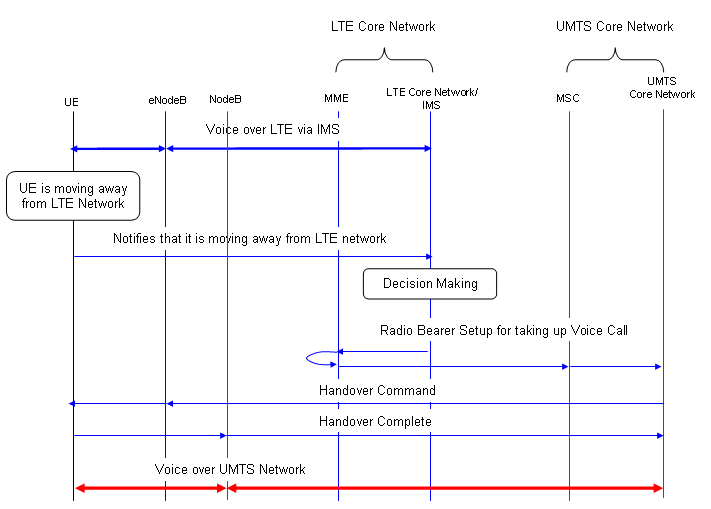 LTE Core Network
UMTS Core Network
UE
eNodeB
NodeB
MME
LTE Core Network/
IMS
MSC
UMTS
Core Network
Voice over LTE via IMS
UE is moving away
from LTE Network
Notifies that it is moving away from LTE network
Decision Making
Radio Bearer Setup for taking up Voice Call
Handover Command
Handover Complete
Voice over UMTS Network